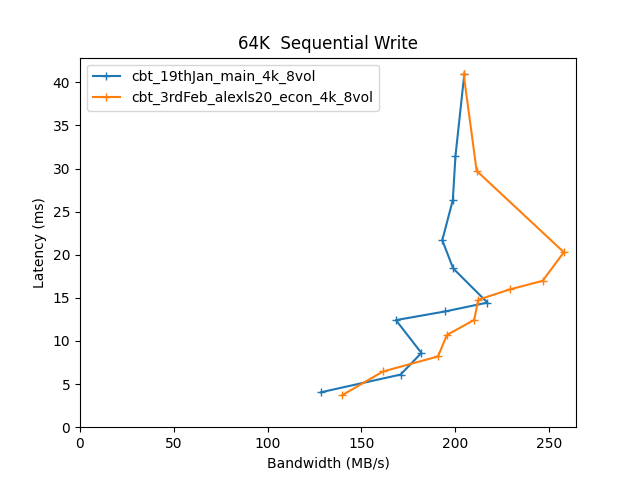 64K  Sequential Write
cbt_19thJan_main_4k_8vol
cbt_3rdFeb_alexls20_econ_4k_8vol
Latency (ms)
40
35
30
25
20
15
10
5
0
0 50 100 150 200 250
Bandwidth (MB/s)